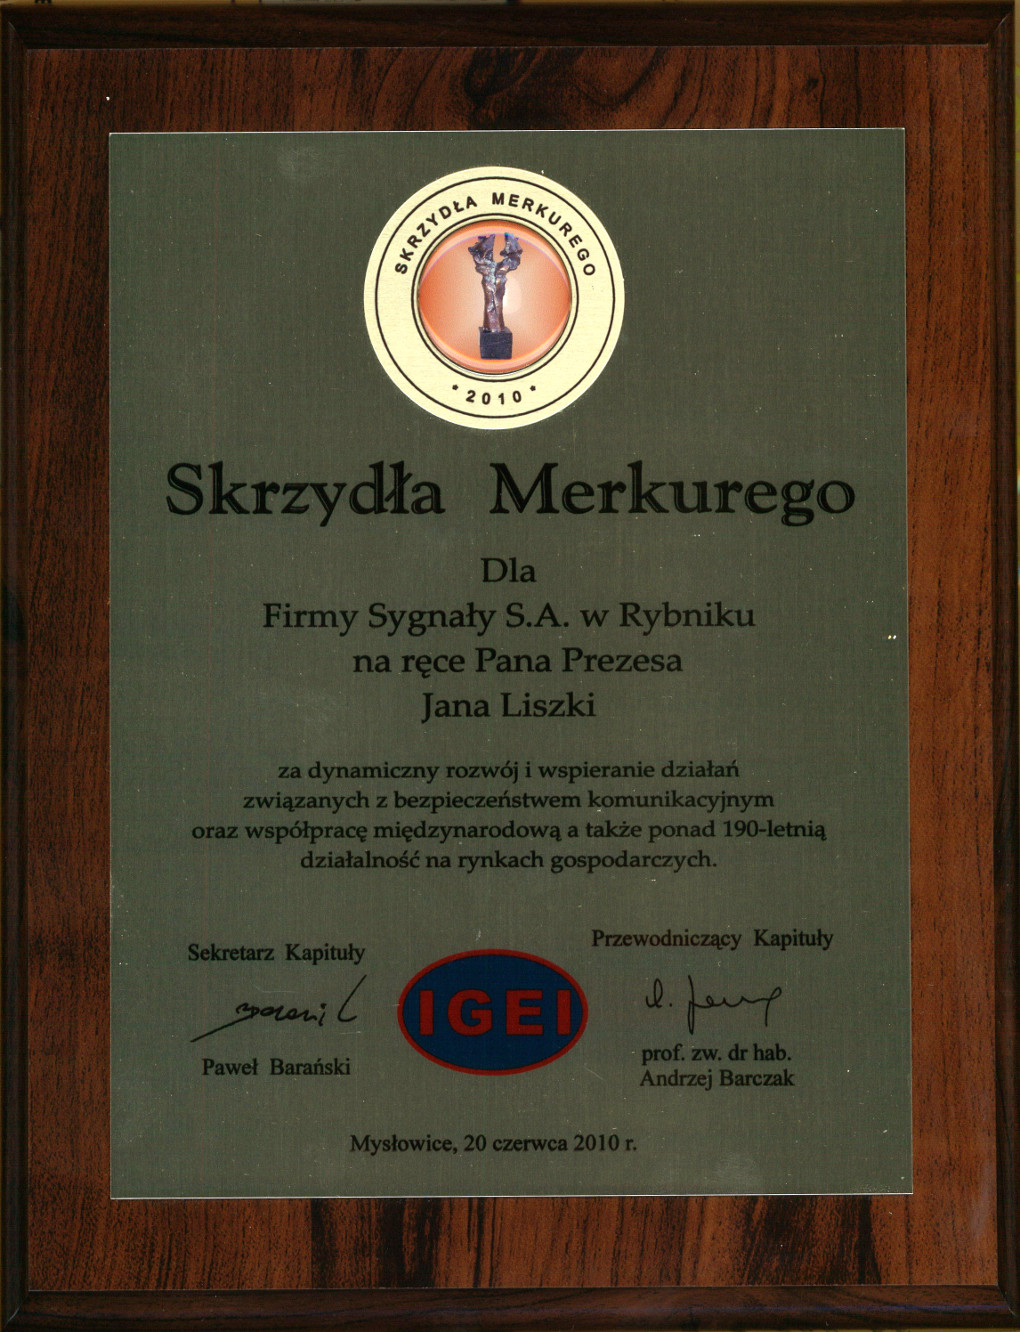 SKRZYDŁA MERKUREGO
* 2010 *
Skrzydła Merkurego
Dla
Firmy Sygnały S.A. w Rybniku
na ręce Pana Prezesa
Jana Liszki
za dynamiczny rozwój i wspieranie działań
związanych z bezpieczeństwem komunikacyjnym
oraz współpracę międzynarodową a także ponad 190-letnią
działalność na rynkach gospodarczych.
Sekretarz Kapituły
Paweł Barański
IGEI
Przewodniczący Kapituły
prof. zw. dr hab.
Andrzej Barczak
Mysłowice, 20 czerwca 2010 r.